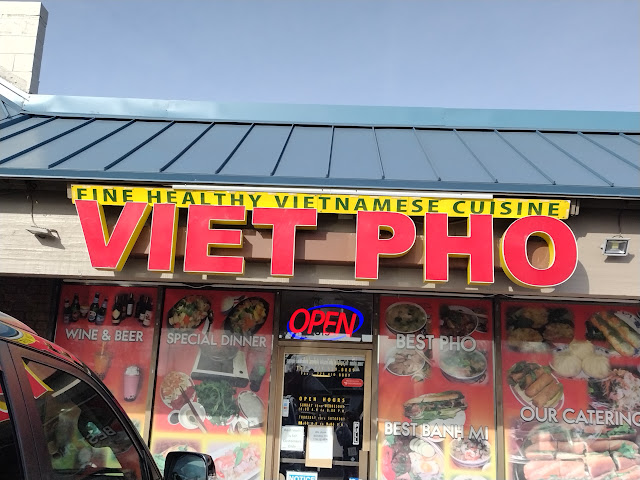 FINE HEALTHY VIETNAMESE CUISINE
VIET PHO
OPEN
WINE & BEER
SPECIAL DINNER
BEST PHO
BEST BANH MI
OUR CATERING
OPEN HOURS
NOTICE